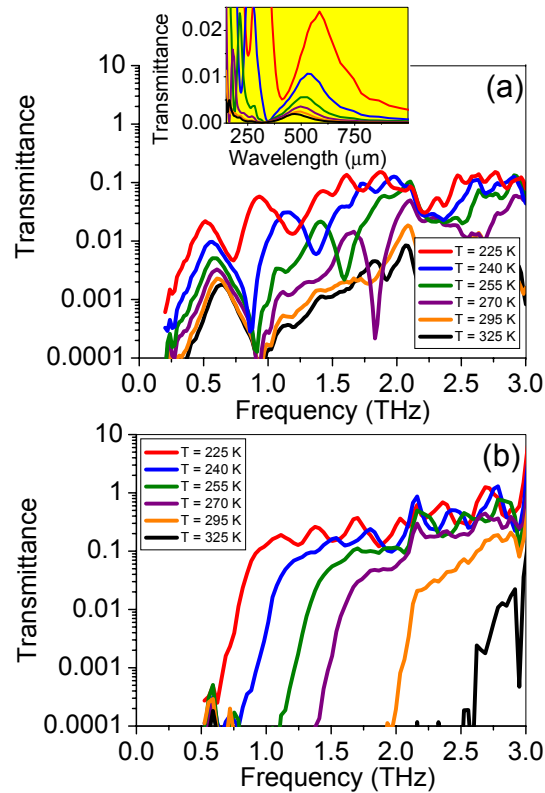 0.02
0.01
0.00
Transmittance
250 500 750
Wavelength (μm)
(a)
10
1
0.1
0.01
0.001
0.0001
Transmittance
T = 225 K
T = 240 K
T = 255 K
T = 270 K
T = 295 K
T = 325 K
0.0 0.5 1.0 1.5 2.0 2.5 3.0
Frequency (THz)
(b)
10
1
0.1
0.01
0.001
0.0001
Transmittance
T = 225 K
T = 240 K
T = 255 K
T = 270 K
T = 295 K
T = 325 K
0.0 0.5 1.0 1.5 2.0 2.5 3.0
Frequency (THz)